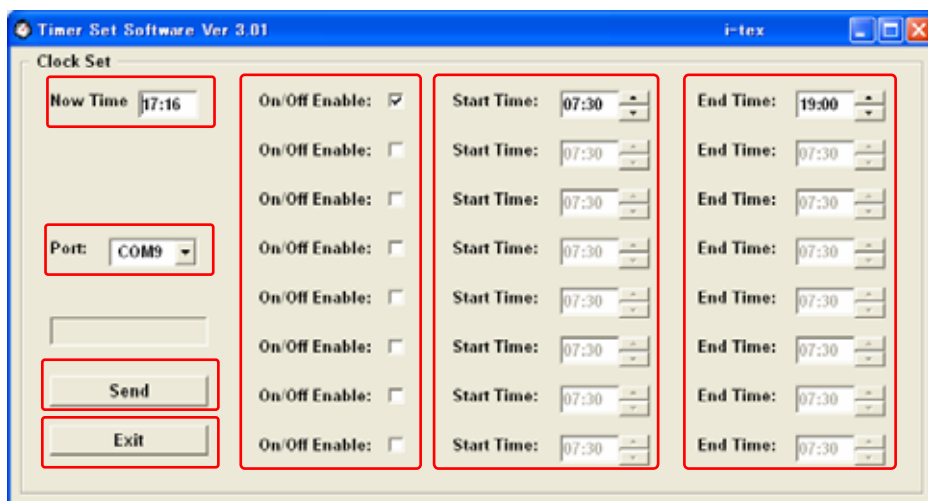 Timer Set Software Ver 3.01 i-tex
Clock Set
Now Time 17:16 On/Off Enable: Start Time: 07:30 End Time: 19:00
On/Off Enable: Start Time: 07:30 End Time: 07:30
On/Off Enable: Start Time: 07:30 End Time: 07:30
Port: COM9 On/Off Enable: Start Time: 07:30 End Time: 07:30
On/Off Enable: Start Time: 07:30 End Time: 07:30
On/Off Enable: Start Time: 07:30 End Time: 07:30
Send On/Off Enable: Start Time: 07:30 End Time: 07:30
Exit On/Off Enable: Start Time: 07:30 End Time: 07:30